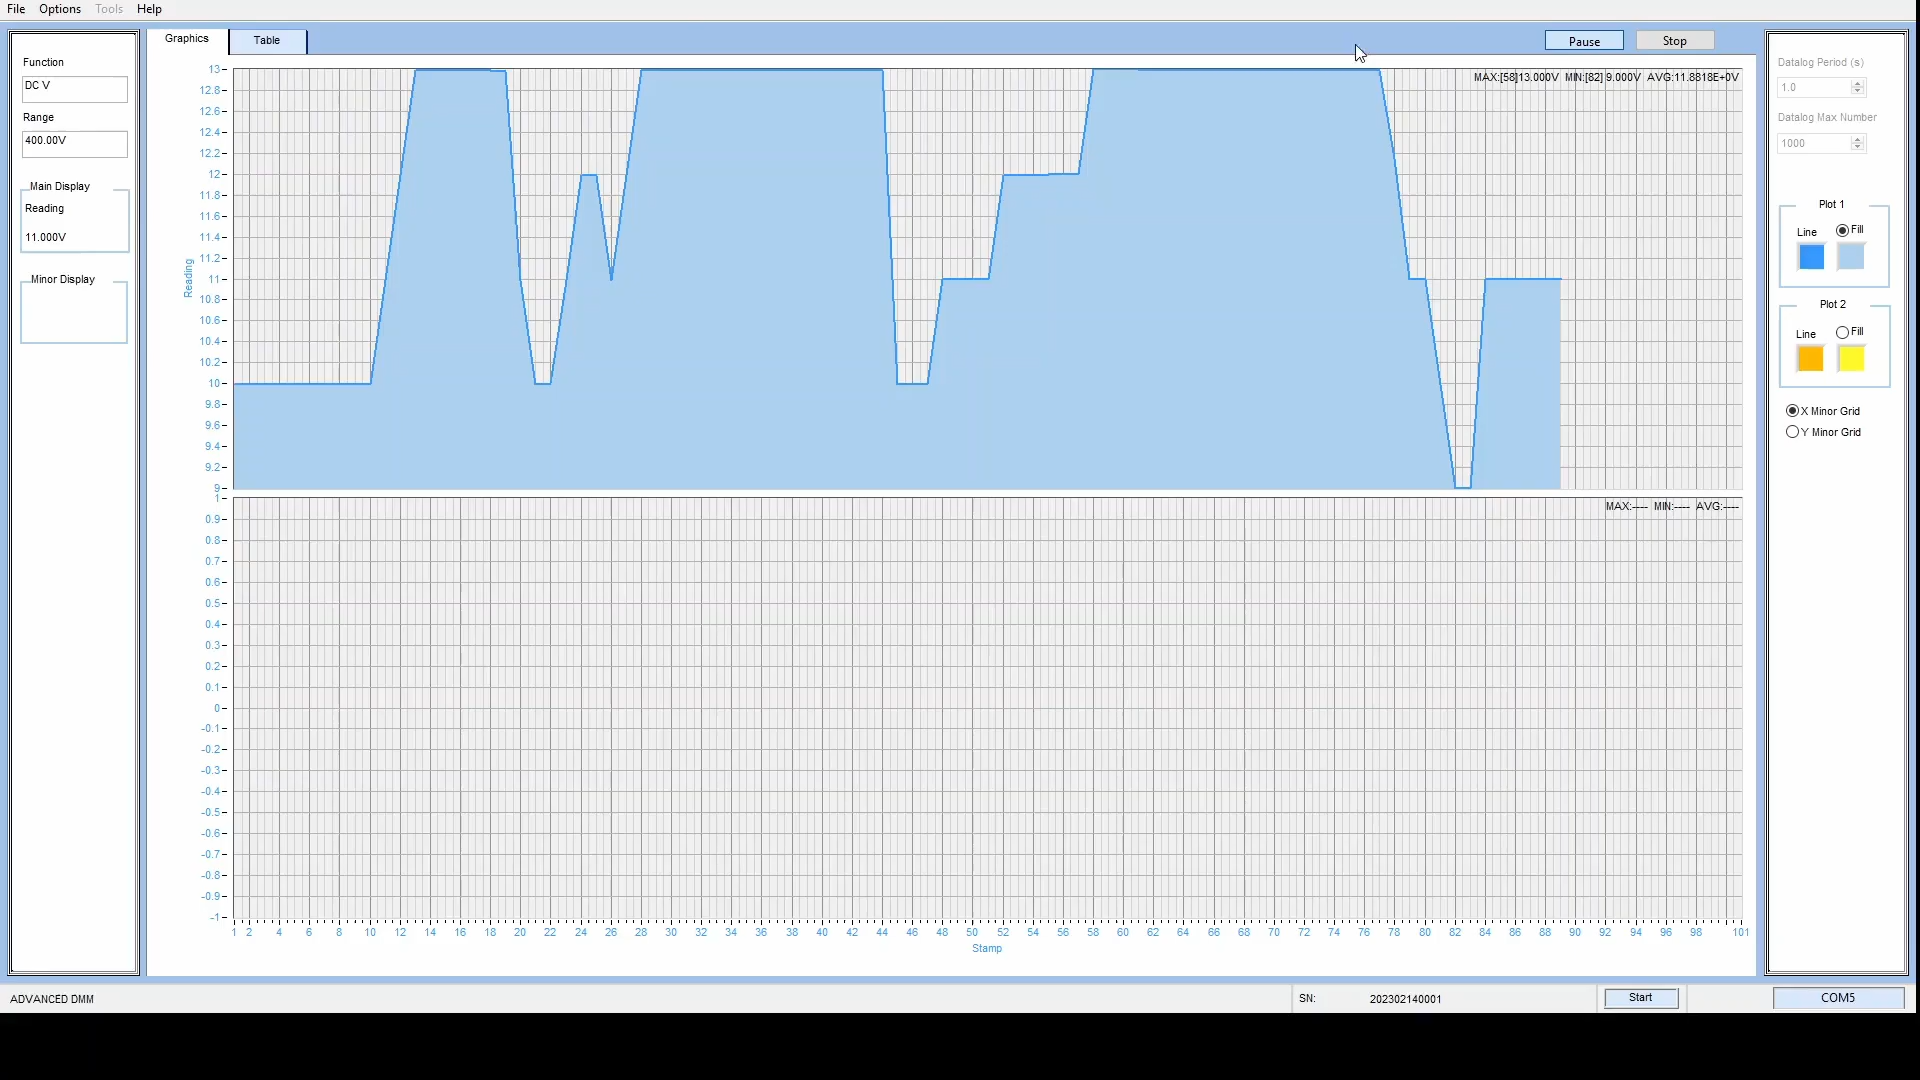 File Options Tools Help
Graphics Table Pause Stop
Function
DC V
Range
400.00V
Main Display
Reading
11.000V
Minor Display
MAX:[58]13.000V MIN:[82] 9.000V AVG:11.8818E+0V
13
12.8
12.6
12.4
12.2
12
11.8
11.6
11.4
11.2
11
10.8
10.6
10.4
10.2
10
9.8
9.6
9.4
9.2
9
Reading
MAX:---- MIN:---- AVG:----
1
0.9
0.8
0.7
0.6
0.5
0.4
0.3
0.2
0.1
0
-0.1
-0.2
-0.3
-0.4
-0.5
-0.6
-0.7
-0.8
-0.9
-1
1 2 4 6 8 10 12 14 16 18 20 22 24 26 28 30 32 34 36 38 40 42 44 46 48 50 52 54 56 58 60 62 64 66 68 70 72 74 76 78 80 82 84 86 88 90 92 94 96 98 101
Stamp
Datalog Period (s)
1.0
Datalog Max Number
1000
Plot 1
Line Fill
Plot 2
Line Fill
X Minor Grid
Y Minor Grid
ADVANCED DMM SN: 202302140001 Start COM5